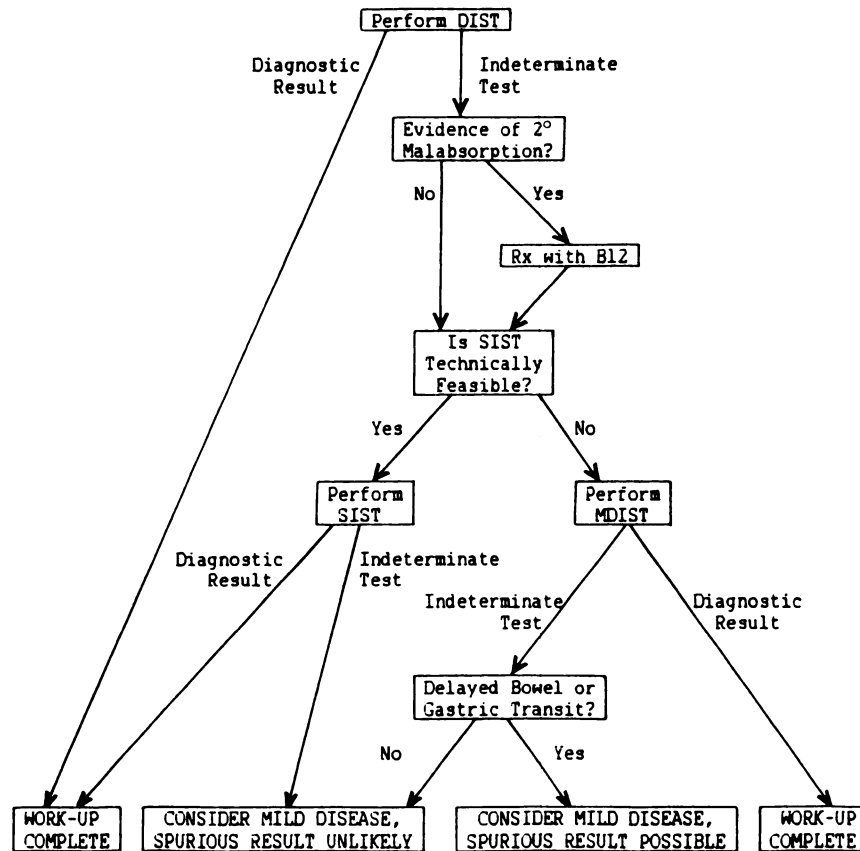 Perform DIST
Diagnostic
Result
Indeterminate
Test
Evidence of 2°
Malabsorption?
No
Yes
Rx with B12
Is SIST
Technically
Feasible?
Yes
No
Perform
SIST
Perform
MDIST
Diagnostic
Result
Indeterminate
Test
Indeterminate
Test
Diagnostic
Result
Delayed Bowel or
Gastric Transit?
No
Yes
WORK-UP
COMPLETE
CONSIDER MILD DISEASE,
SPURIOUS RESULT UNLIKELY
CONSIDER MILD DISEASE,
SPURIOUS RESULT POSSIBLE
WORK-UP
COMPLETE